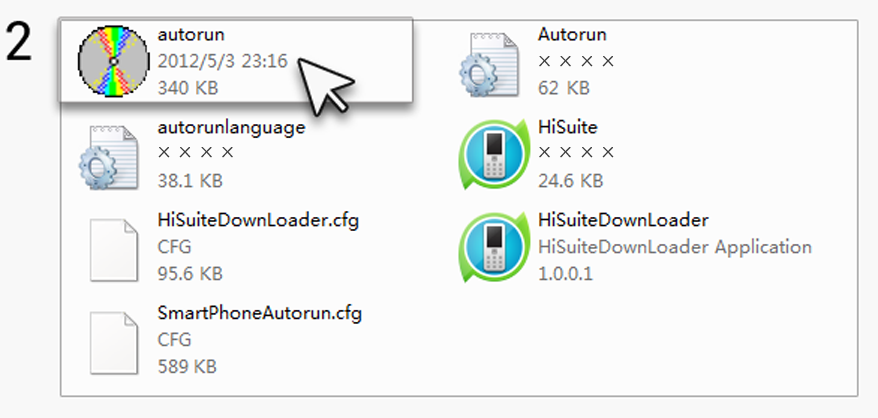 2
autorun
2012/5/3 23:16
340 KB
Autorun
× × × ×
62 KB
autorunlanguage
× × × ×
38.1 KB
HiSuite
× × × ×
24.6 KB
HiSuiteDownLoader.cfg
CFG
95.6 KB
HiSuiteDownLoader
HiSuiteDownLoader Application
1.0.0.1
SmartPhoneAutorun.cfg
CFG
589 KB